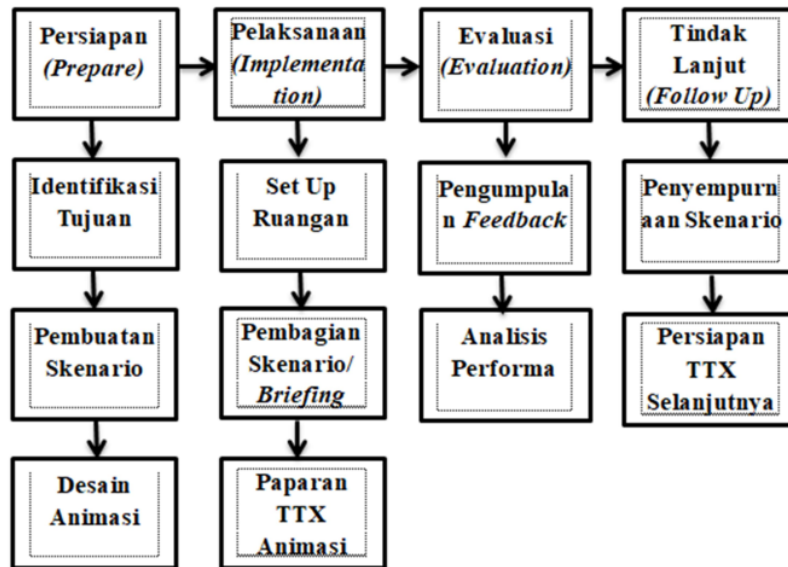 Persiapan
(Prepare)
Pelaksanaan
(Implementa
tion)
Evaluasi
(Evaluation)
Tindak
Lanjut
(Follow Up)
Identifikasi
Tujuan
Set Up
Ruangan
Pengumpula
n Feedback
Penyempurn
aan Skenario
Pembuatan
Skenario
Pembagian
Skenario/
Briefing
Analisis
Performa
Persiapan
TTX
Selanjutnya
Desain
Animasi
Paparan
TTX
Animasi